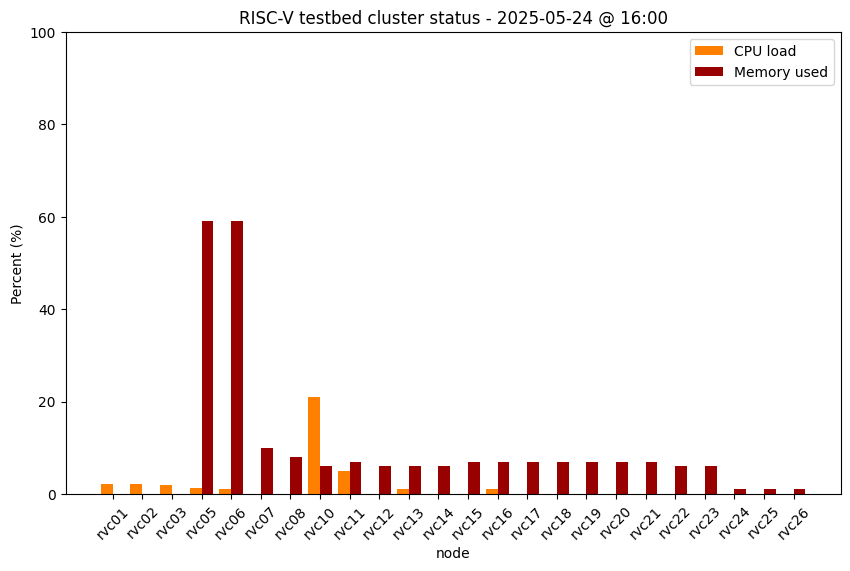 RISC-V testbed cluster status - 2025-05-24 @ 16:00
100
80
60
40
20
0
Percent (%)
CPU load
Memory used
rvc01 rvc02 rvc03 rvc05 rvc06 rvc07 rvc08 rvc10 rvc11 rvc12 rvc13 rvc14 rvc15 rvc16 rvc17 rvc18 rvc19 rvc20 rvc21 rvc22 rvc23 rvc24 rvc25 rvc26
node